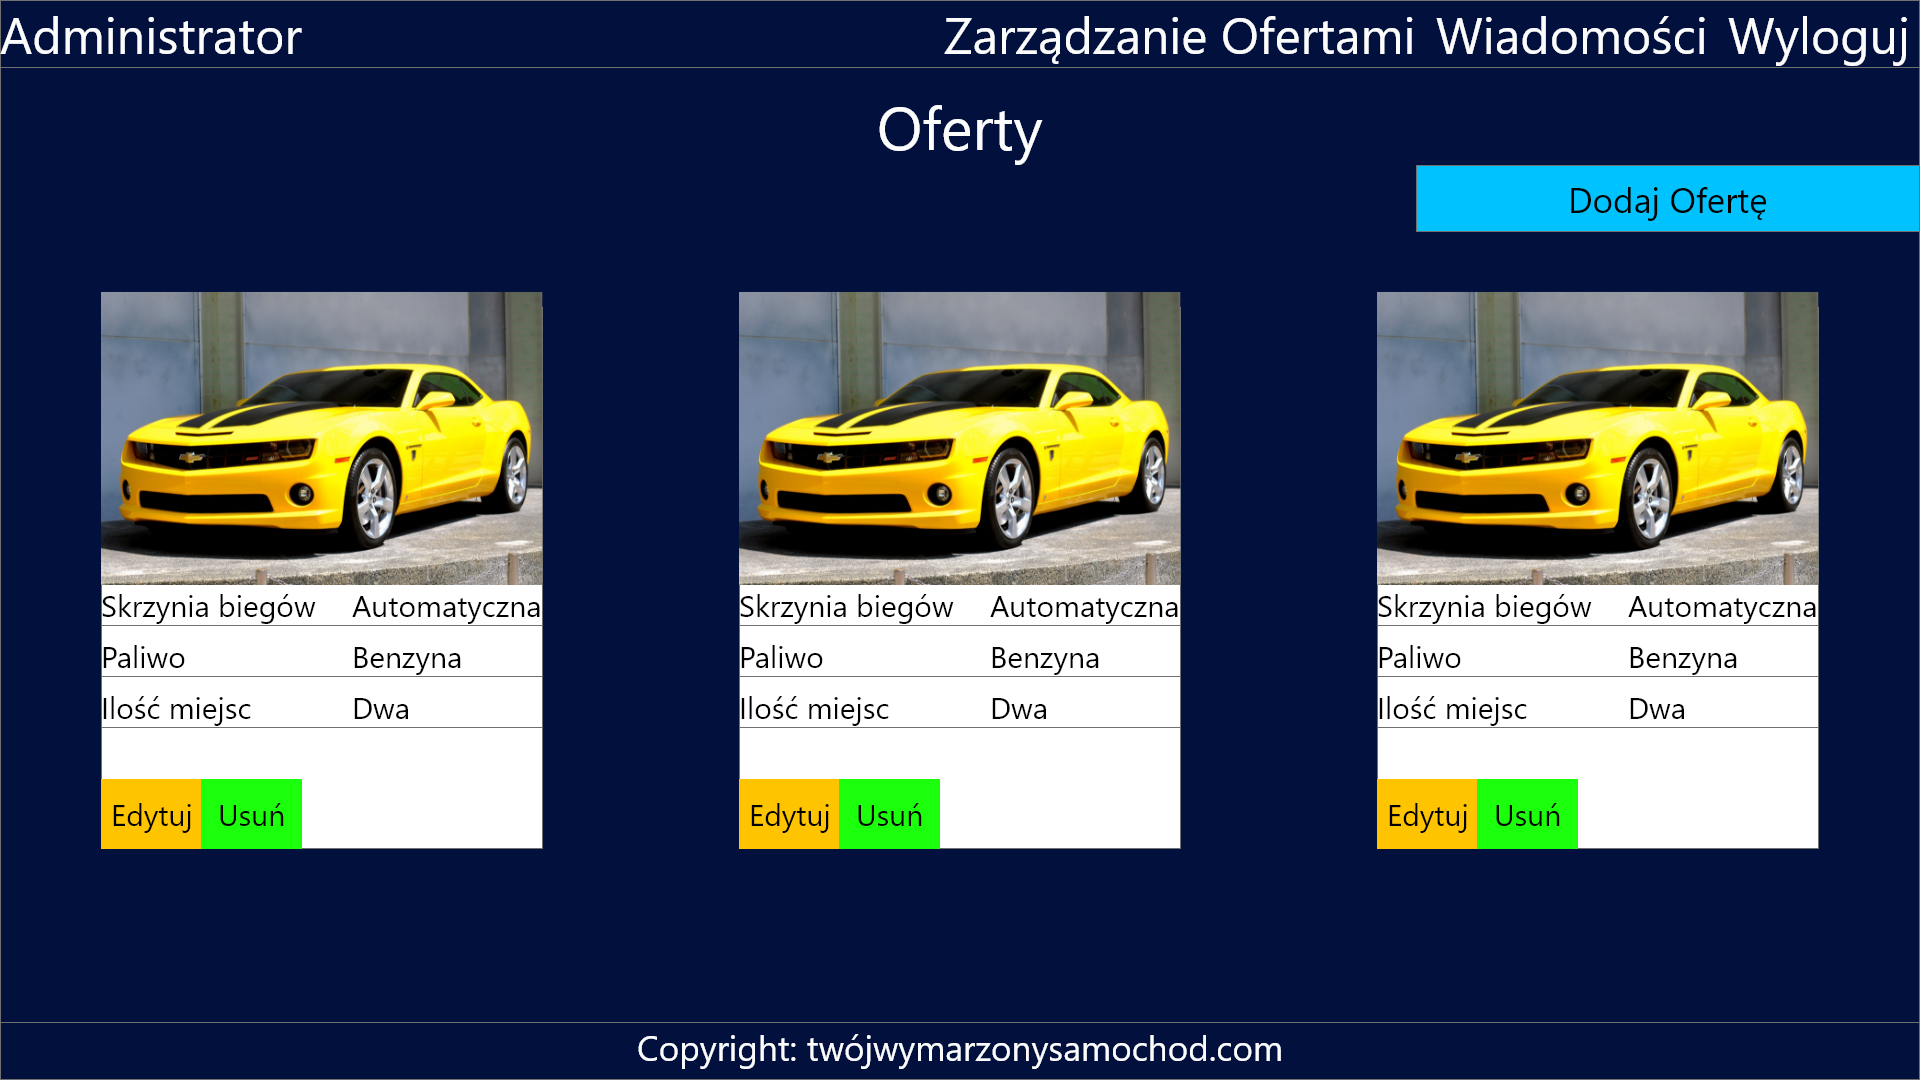 Administrator Zarządzanie Ofertami Wiadomości Wyloguj
Oferty
Dodaj Ofertę
Skrzynia biegów Automatyczna
Paliwo Benzyna
Ilość miejsc Dwa
Edytuj Usuń
Skrzynia biegów Automatyczna
Paliwo Benzyna
Ilość miejsc Dwa
Edytuj Usuń
Skrzynia biegów Automatyczna
Paliwo Benzyna
Ilość miejsc Dwa
Edytuj Usuń
Copyright: twójwymarzonysamochod.com